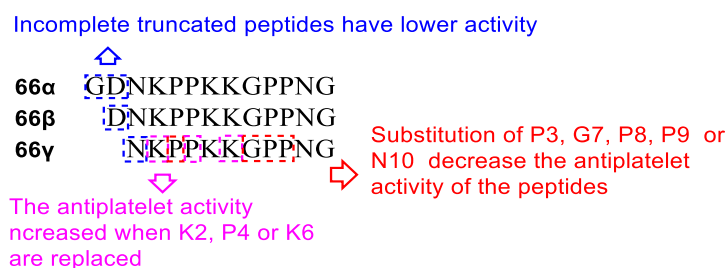 Incomplete truncated peptides have lower activity
66α GDNKPPKKGPPNG
66β DNKPPKKGPPNG
66γ NKPPKKGPPNG
Substitution of P3, G7, P8, P9 or
N10 decrease the antiplatelet
activity of the peptides
The antiplatelet activity
ncreased when K2, P4 or K6
are replaced